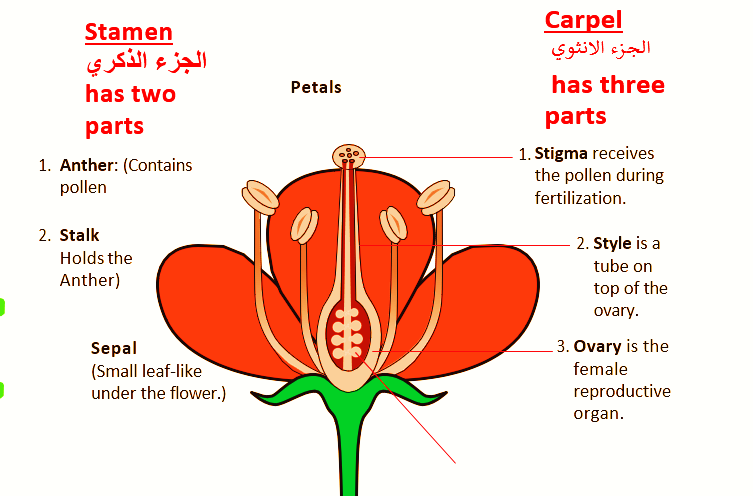 Stamen
الجزء الذكري
has two
parts
1. Anther: (Contains
pollen
2. Stalk
Holds the
Anther)
Sepal
(Small leaf-like
under the flower.)
Petals
Carpel
الجزء الانثوي
has three
parts
1. Stigma receives
the pollen during
fertilization.
2. Style is a
tube on
top of the
ovary.
3. Ovary is the
female
reproductive
organ.